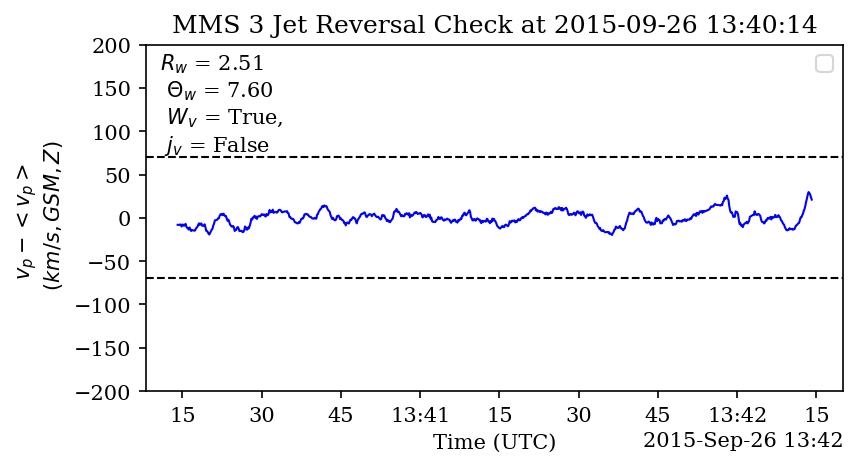 MMS 3 Jet Reversal Check at 2015-09-26 13:40:14
200
150
100
50
0
−50
−100
−150
−200
v_p − < v_p >
(km/s, GSM, Z)
R_w = 2.51
Θ_w = 7.60
W_v = True,
j_v = False
15 30 45 13:41 15 30 45 13:42 15
Time (UTC)
2015-Sep-26 13:42